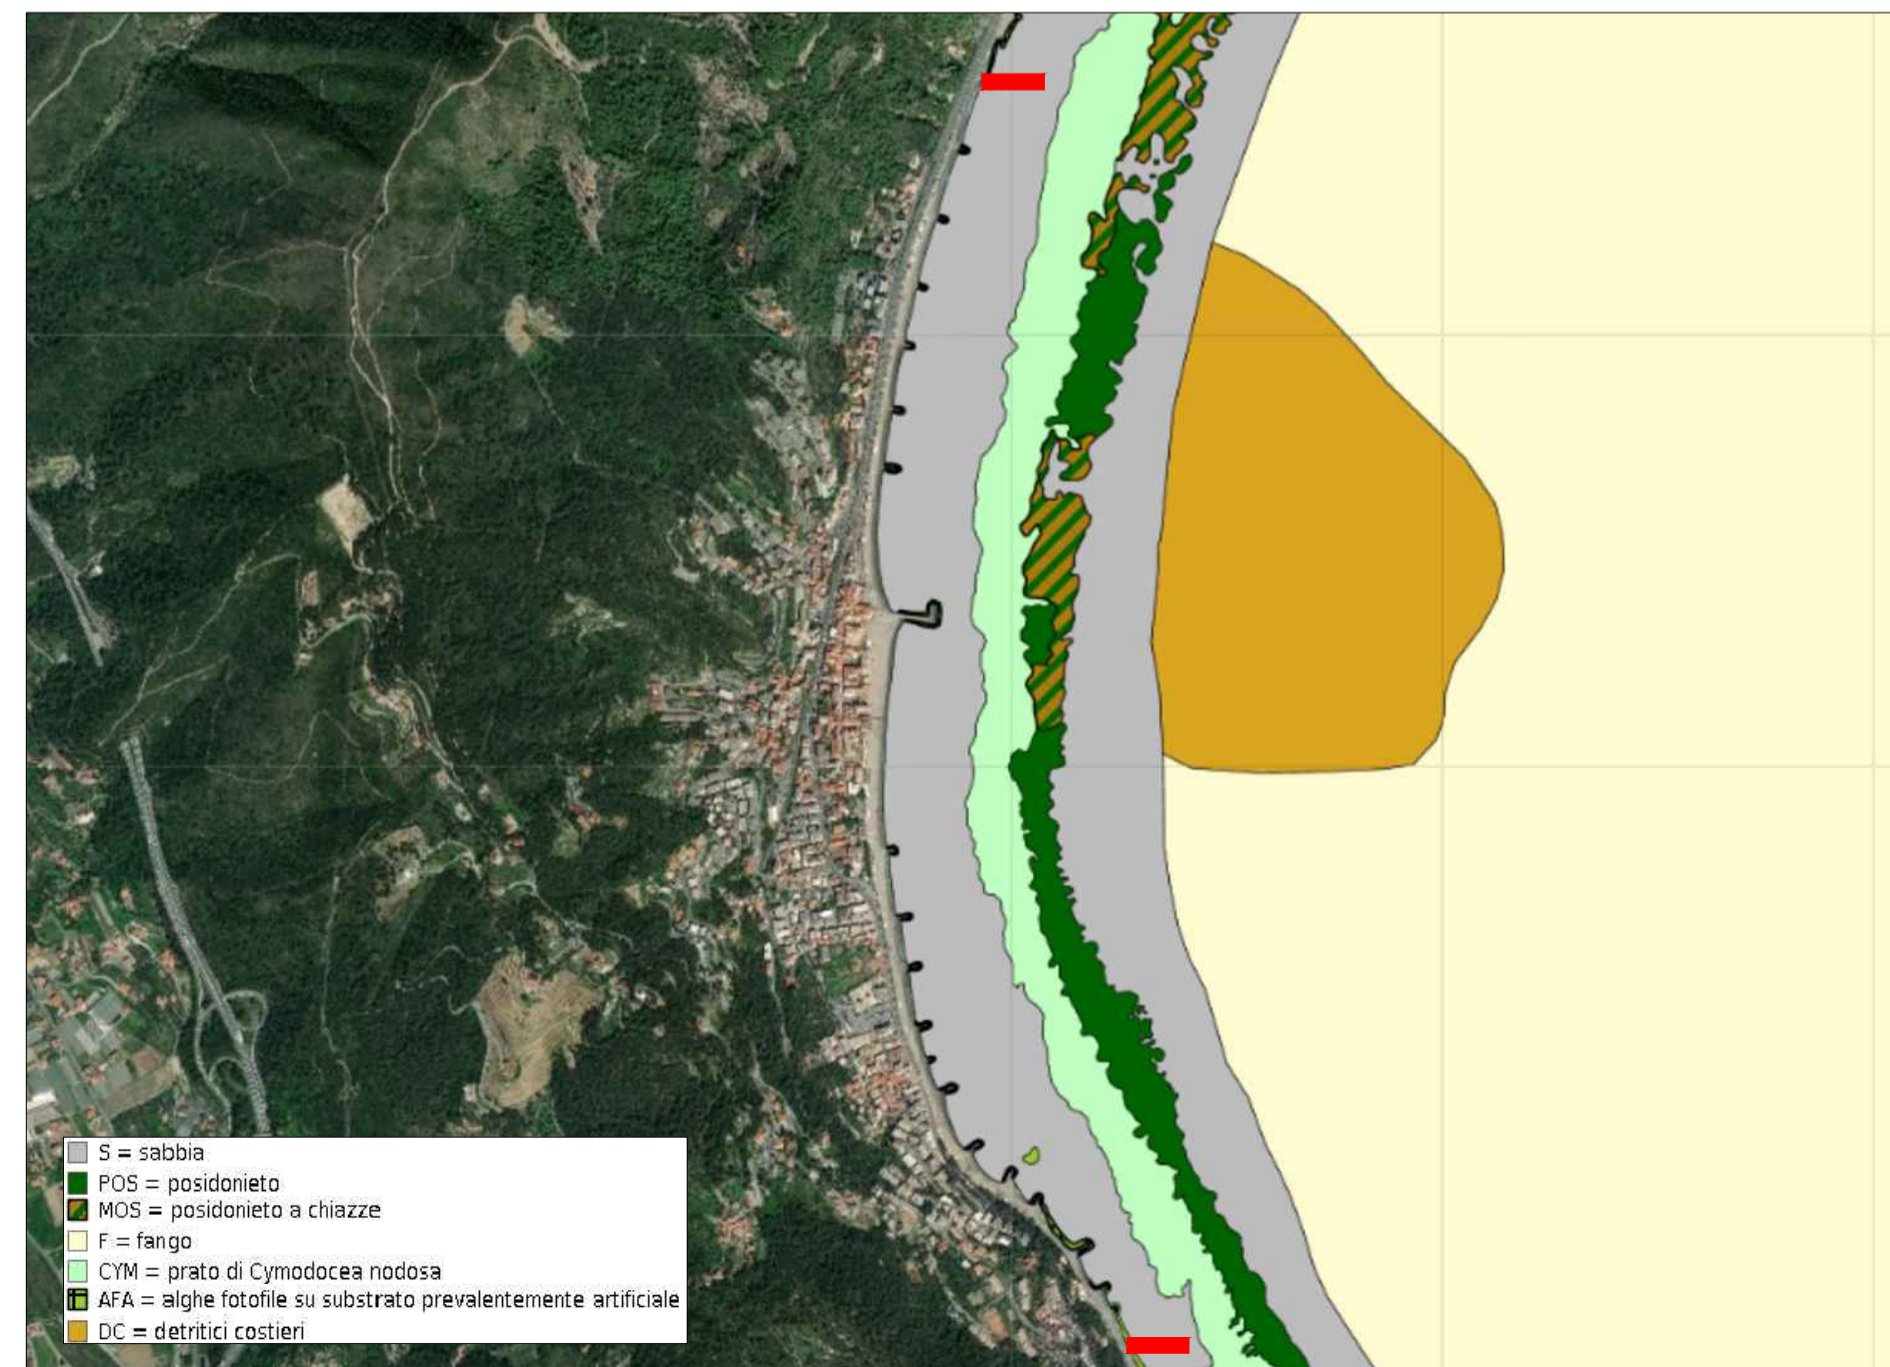 S = sabbia
POS = posidonieto
MOS = posidonieto a chiazze
F = fango
CYM = prato di Cymodocea nodosa
AFA = alghe fotofile su substrato prevalentemente artificiale
DC = detritici costieri